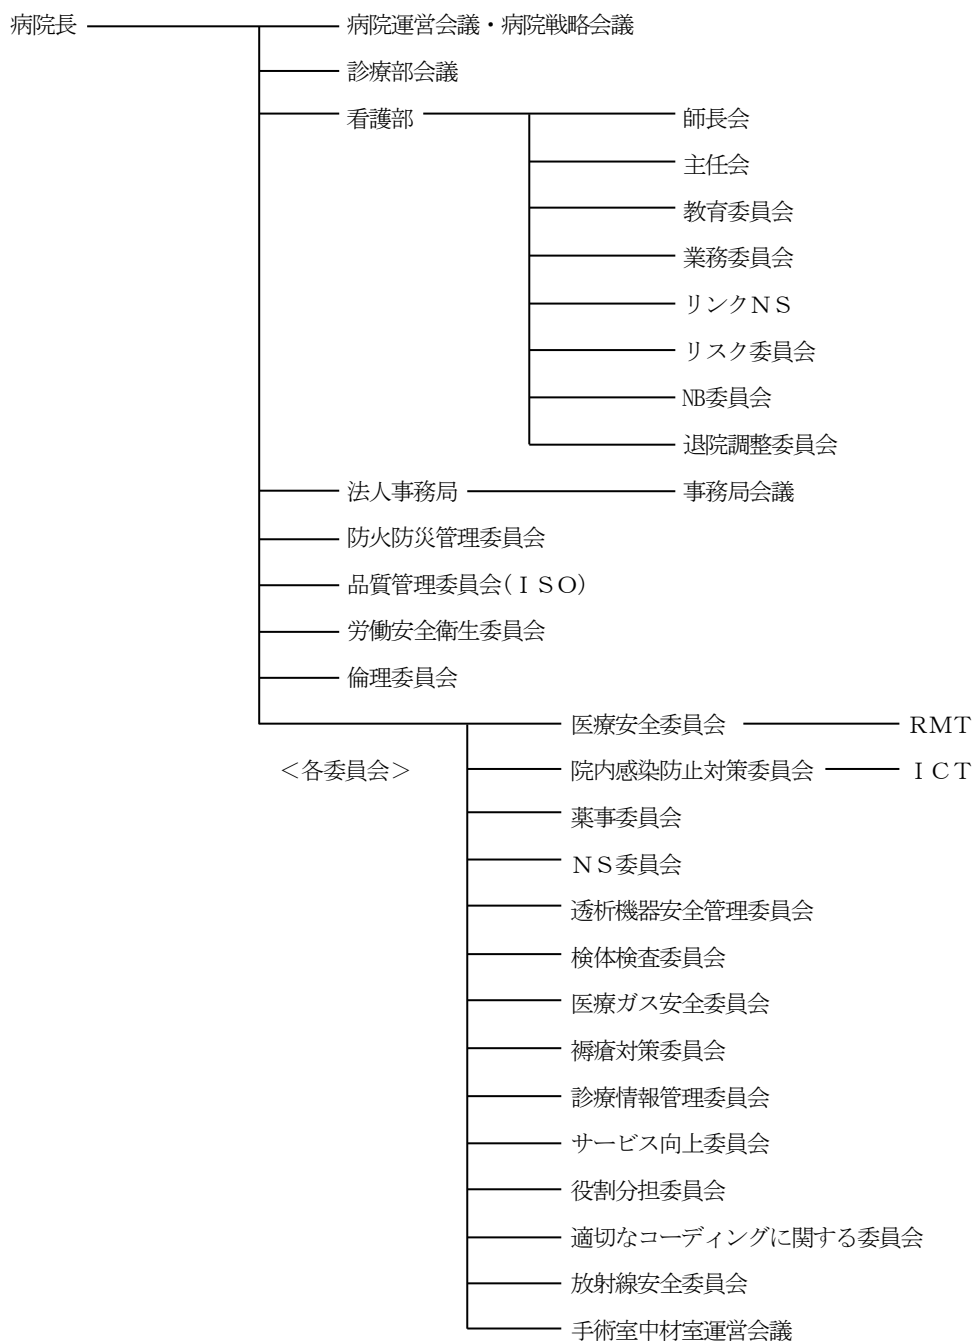 病院長 病院運営会議・病院戦略会議
診療部会議
看護部 師長会
主任会
教育委員会
業務委員会
リンクＮＳ
リスク委員会
NB委員会
退院調整委員会
法人事務局 事務局会議
防火防災管理委員会
品質管理委員会(ＩＳＯ)
労働安全衛生委員会
倫理委員会
医療安全委員会 ＲＭＴ
＜各委員会＞ 院内感染防止対策委員会 ＩＣＴ
薬事委員会
ＮＳ委員会
透析機器安全管理委員会
検体検査委員会
医療ガス安全委員会
褥瘡対策委員会
診療情報管理委員会
サービス向上委員会
役割分担委員会
適切なコーディングに関する委員会
放射線安全委員会
手術室中材室運営会議